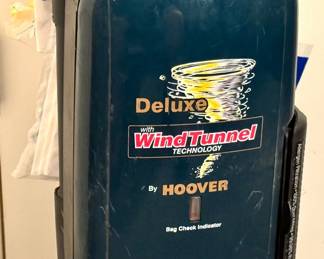 Deluxe
with
WindTunnel
TECHNOLOGY
By HOOVER
Bag Check Indicator